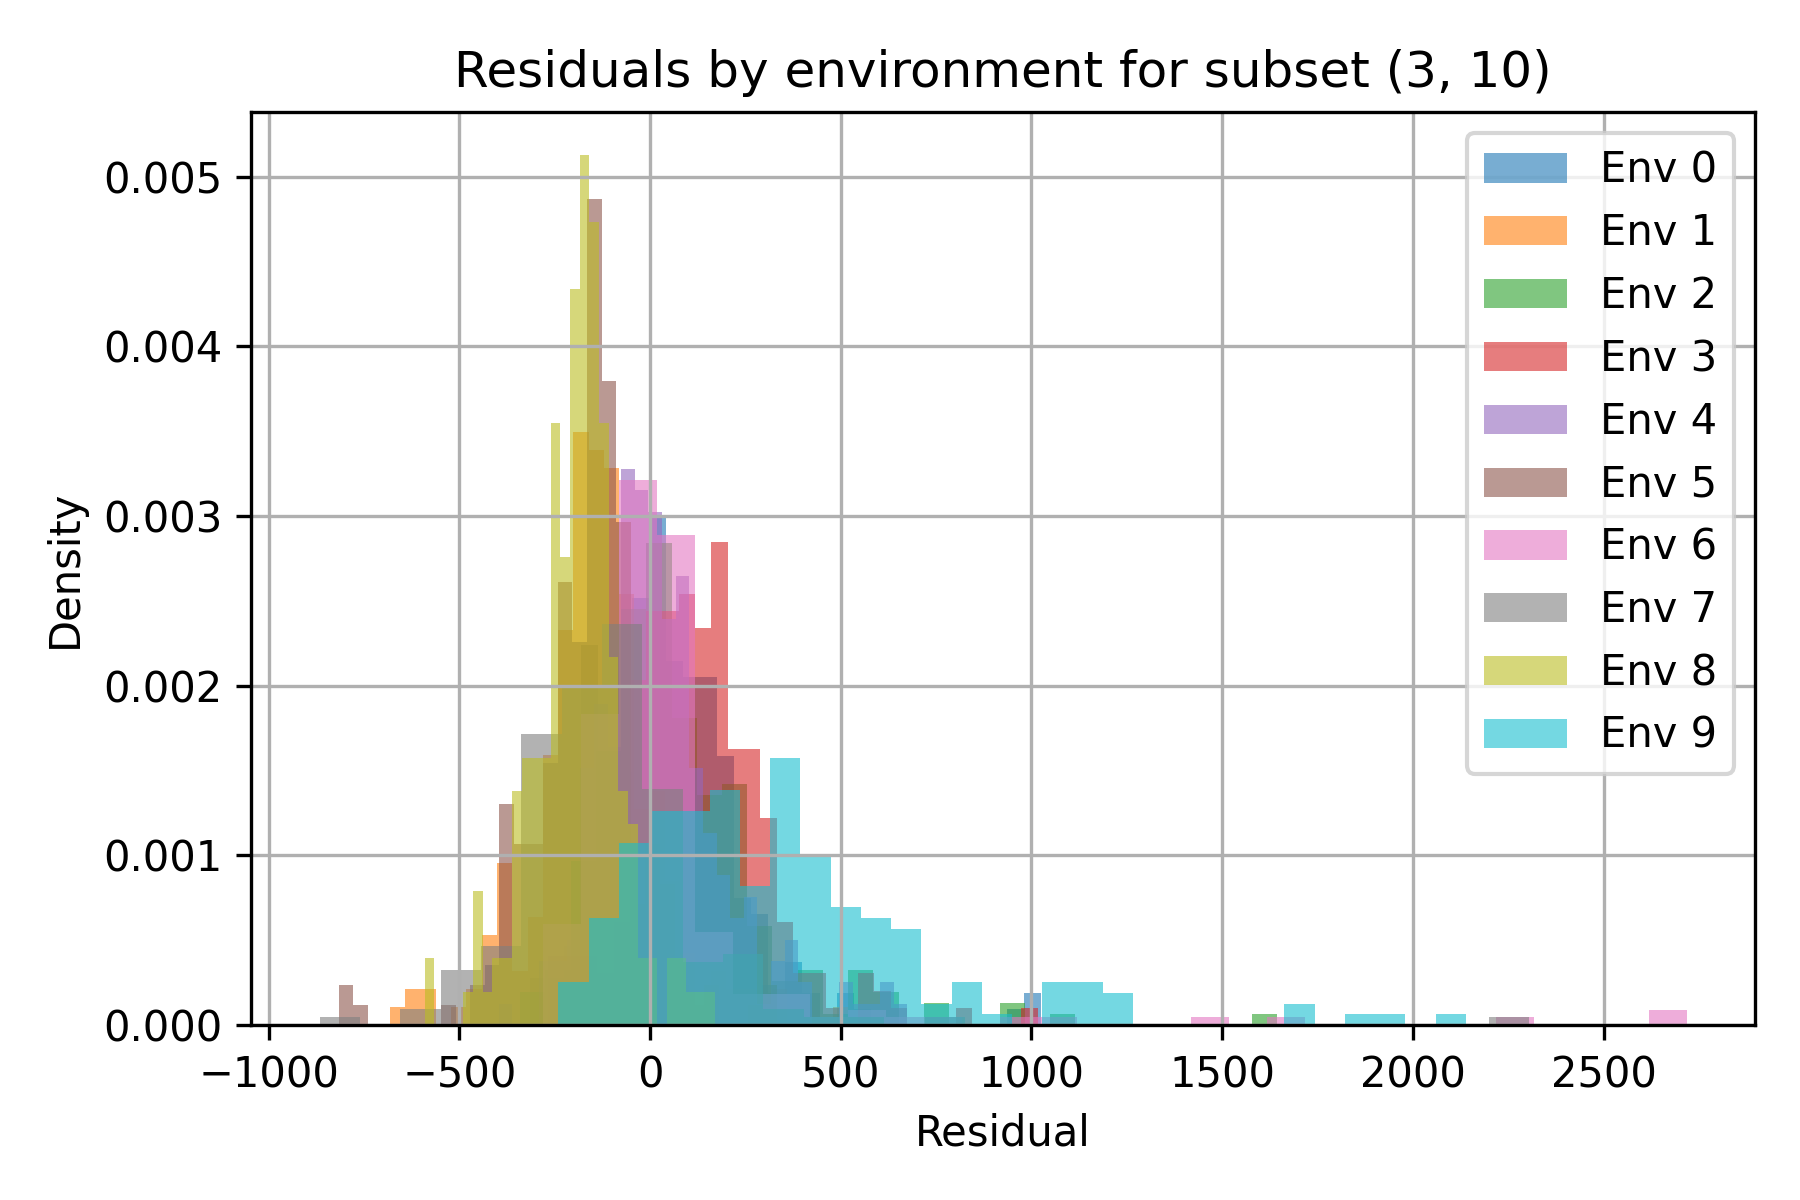 Residuals by environment for subset (3, 10)
Density
0.005
0.004
0.003
0.002
0.001
0.000
−1000
−500
0
500
1000
1500
2000
2500
Residual
Env 0
Env 1
Env 2
Env 3
Env 4
Env 5
Env 6
Env 7
Env 8
Env 9